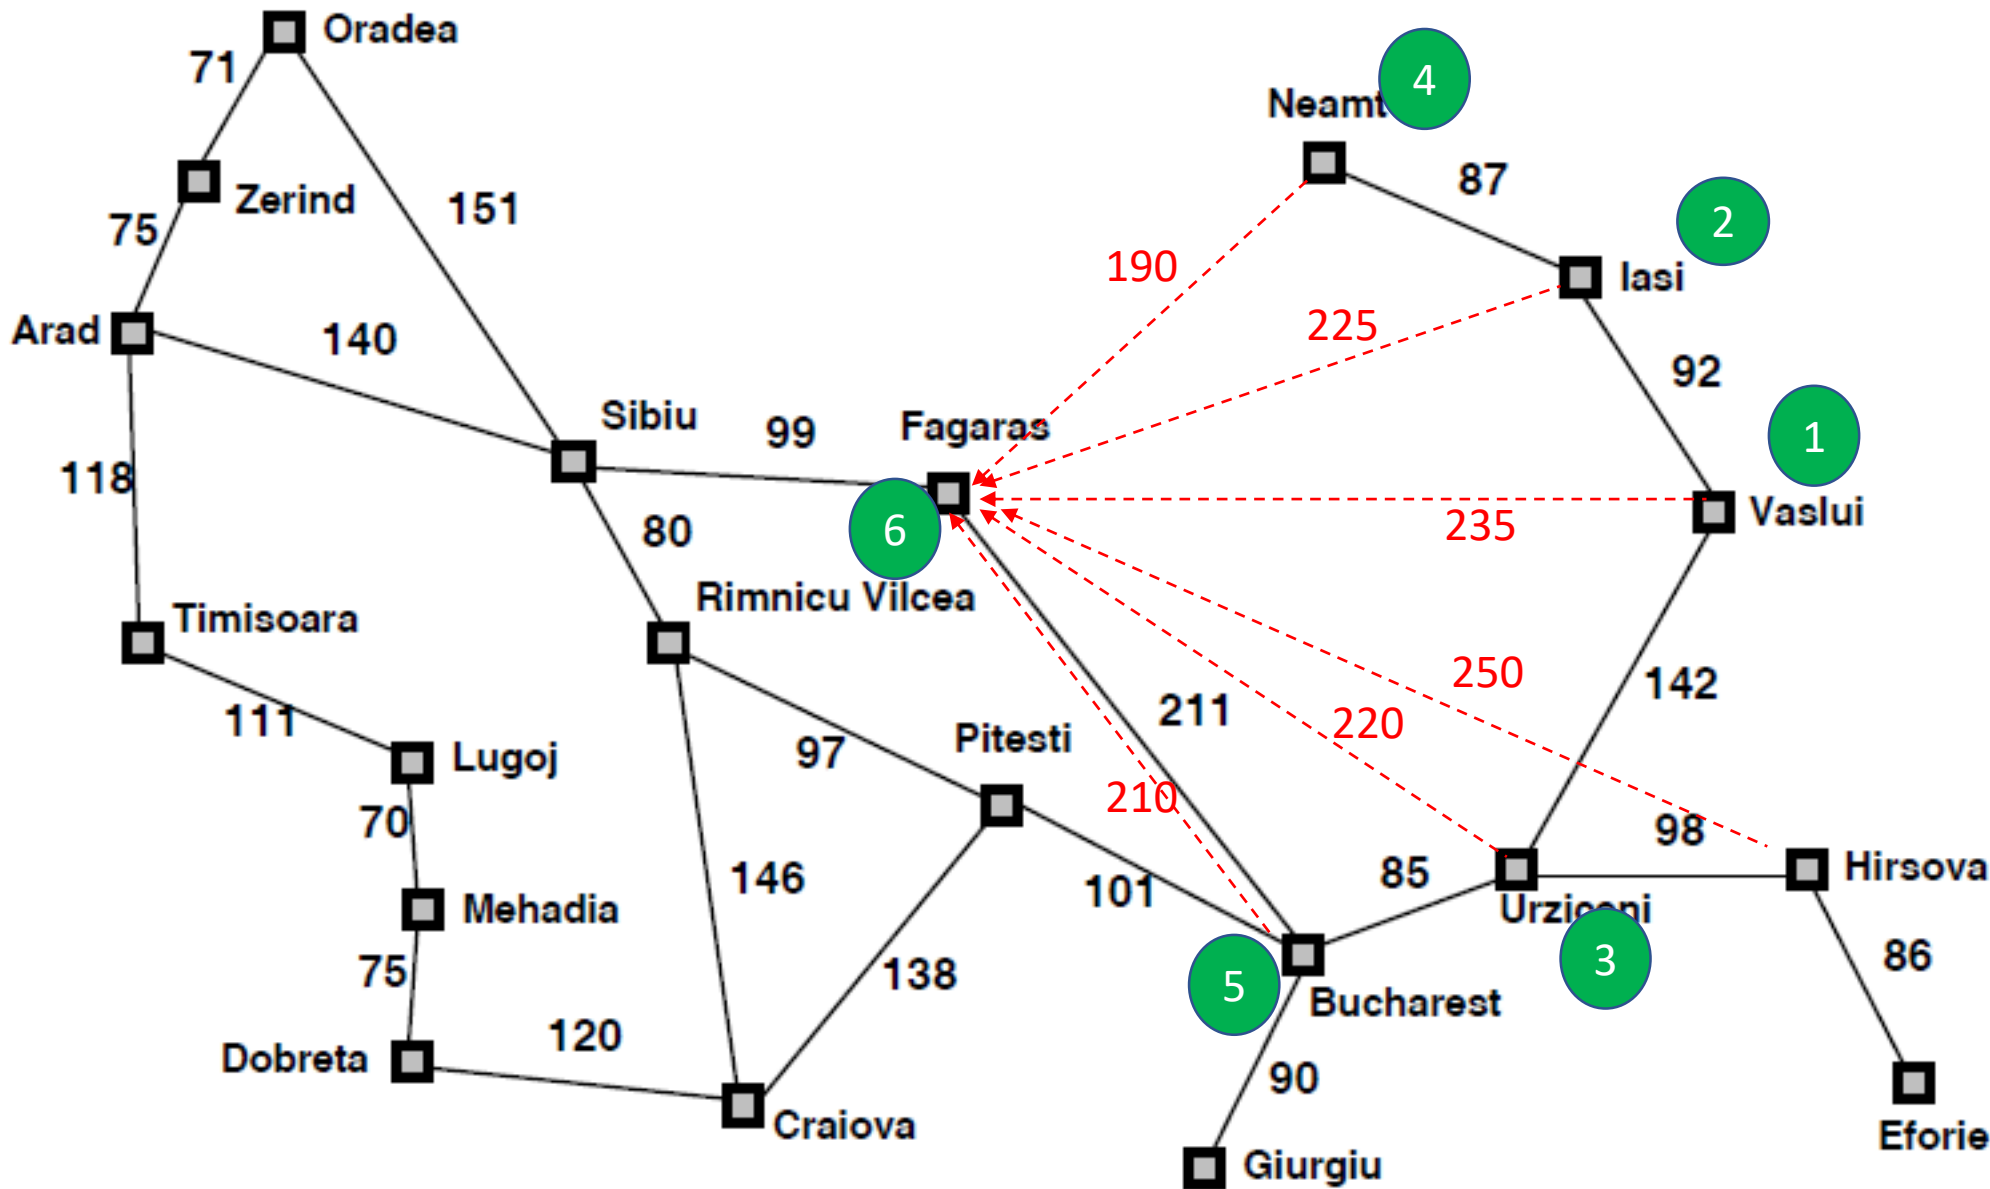 Oradea
71
Neamt
4
87
Zerind
151
2
75
190
Iasi
Arad
140
225
92
Sibiu
99
Fagaras
1
118
Vaslui
80
6
235
Rimnicu Vilcea
Timisoara
250
142
111
211
220
Pitesti
97
Lugoj
210
70
98
146
85
Hirsova
101
Mehadia
Urziceni
75
138
3
86
5
Bucharest
120
Dobreta
90
Craiova
Eforie
Giurgiu